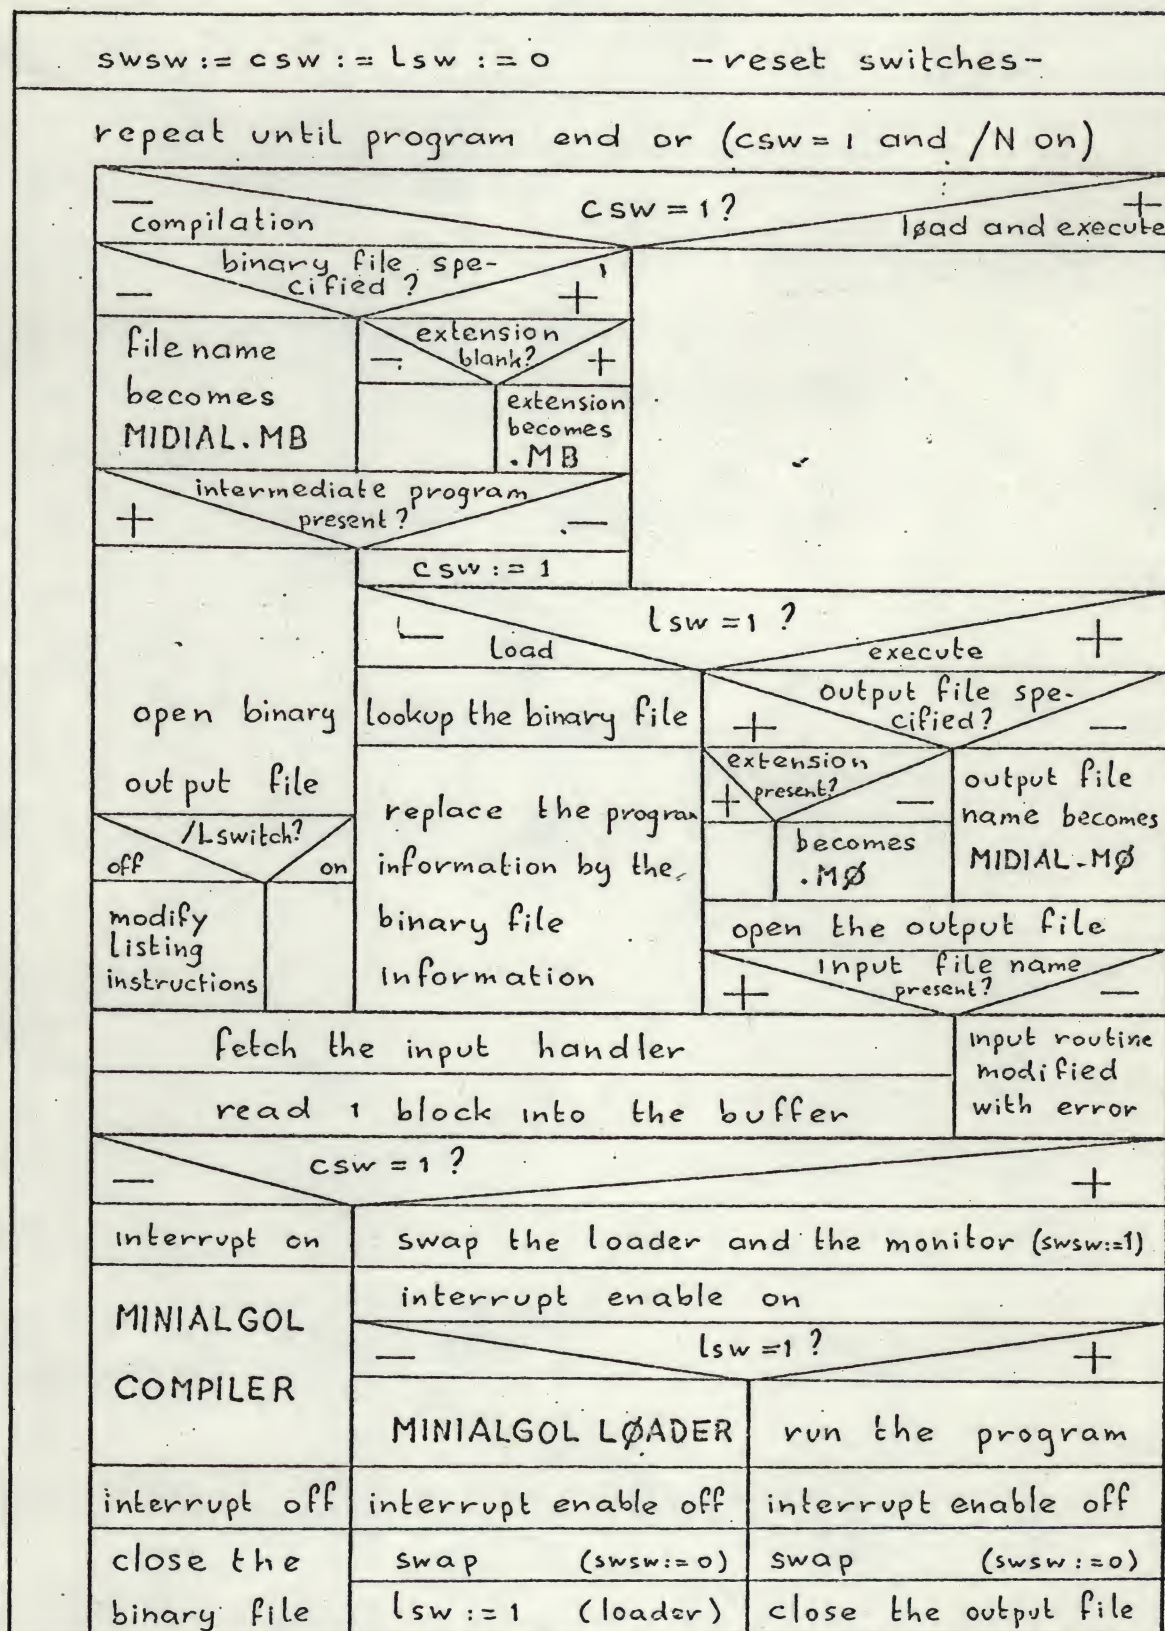 swsw := csw := lsw := 0 -reset switches-
repeat until program end or (csw = 1 and /N on)
csw = 1 ?
— +
compilation load and execute
binary file spe-
cified ?
— +
filename
becomes
MIDIAL.MB
extension
blank?
— +
extension
becomes
.MB
intermediate program
present ?
+ —
csw := 1
open binary
output file
/L switch?
off on
modify
listing
instructions
lsw = 1 ?
— +
load execute
lookup the binary file
replace the program
information by the
binary file
information
output file spe-
cified?
+ —
extension
present?
+ —
becomes
.MØ
output file
name becomes
MIDIAL.MØ
open the output file
input file name
present?
+ —
fetch the input handler
read 1 block into the buffer
input routine
modified
with error
csw = 1 ?
— +
interrupt on
MINIALGOL
COMPILER
interrupt off
close the
binary file
swap the loader and the monitor (swsw:=1)
interrupt enable on
lsw =1 ?
— +
MINIALGOL LØADER
interrupt enable off
swap (swsw:=0)
lsw := 1 (loader)
run the program
interrupt enable off
swap (swsw:=0)
close the output file